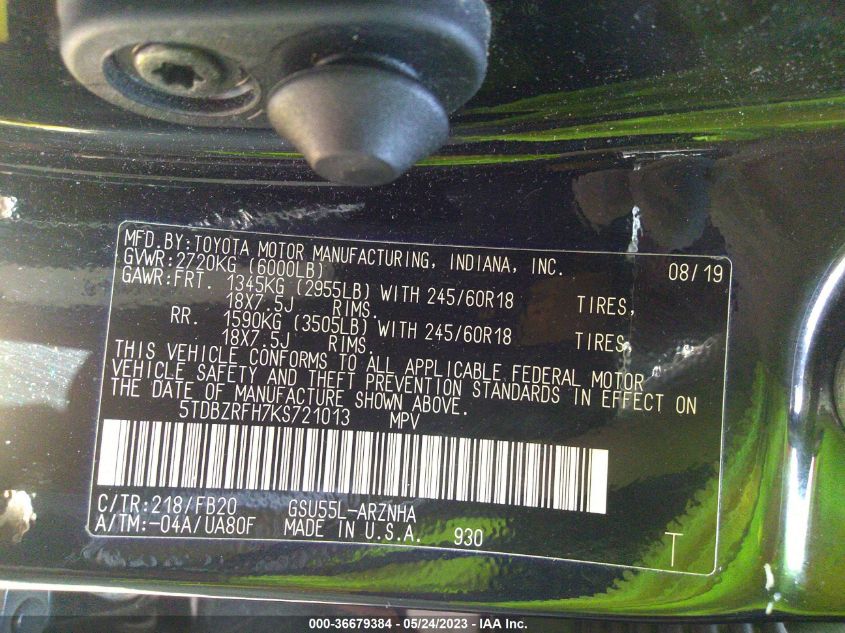 MFD.BY:TOYOTA MOTOR MANUFACTURING, INDIANA, INC. 08/19
GVWR:2720KG (6000LB)
GAWR:FRT. 1345KG (2955LB) WITH 245/60R18 TIRES,
18X7.5J RIMS.
RR. 1590KG (3505LB) WITH 245/60R18 TIRES,
18X7.5J RIMS.
THIS VEHICLE CONFORMS TO ALL APPLICABLE FEDERAL MOTOR
VEHICLE SAFETY AND THEFT PREVENTION STANDARDS IN EFFECT ON
THE DATE OF MANUFACTURE SHOWN ABOVE.
5TDBZRFH7KS721013 MPV
C/TR:218/FB20 GSU55L-ARZNHA
A/TM:-04A/UA80F MADE IN U.S.A. 930 T
000-36679384 - 05/24/2023 - IAA Inc.